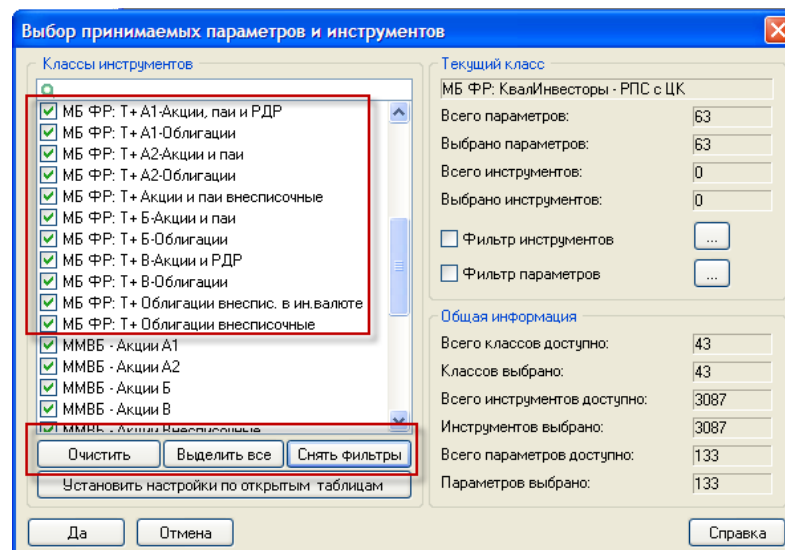 Выбор принимаемых параметров и инструментов
Классы инструментов
МБ ФР: Т+ А1-Акции, паи и РДР
МБ ФР: Т+ А1-Облигации
МБ ФР: Т+ А2-Акции и паи
МБ ФР: Т+ А2-Облигации
МБ ФР: Т+ Акции и паи внесписочные
МБ ФР: Т+ Б-Акции и паи
МБ ФР: Т+ Б-Облигации
МБ ФР: Т+ В-Акции и РДР
МБ ФР: Т+ В-Облигации
МБ ФР: Т+ Облигации внеспис. в ин.валюте
МБ ФР: Т+ Облигации внесписочные
ММВБ - Акции А1
ММВБ - Акции А2
ММВБ - Акции Б
ММВБ - Акции В
ММВБ - Акции Внесписочные
Очистить Выделить все Снять фильтры
Установить настройки по открытым таблицам
Текущий класс
МБ ФР: КвалИнвесторы - РПС с ЦК
Всего параметров: 63
Выбрано параметров: 63
Всего инструментов: 0
Выбрано инструментов: 0
Фильтр инструментов ...
Фильтр параметров ...
Общая информация
Всего классов доступно: 43
Классов выбрано: 43
Всего инструментов доступно: 3087
Инструментов выбрано: 3087
Всего параметров доступно: 133
Параметров выбрано: 133
Да Отмена Справка